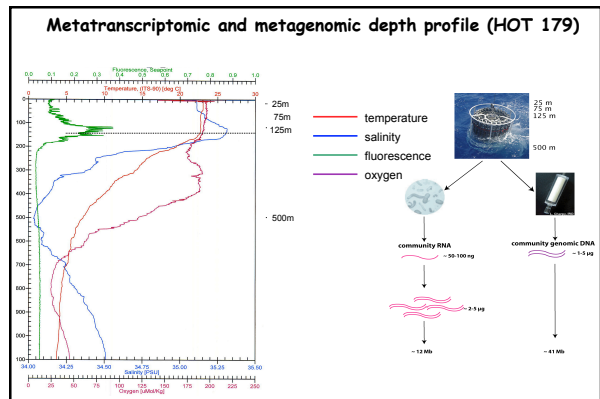 Metatranscriptomic and metagenomic depth profile (HOT 179)
Fluorescence, Seapoint
0.0 0.1 0.2 0.3 0.4 0.5 0.6 0.7 0.8 0.9 1.0
Temperature, (ITS-90) [deg C]
0 5 10 15 20 25 30
0
100
200
300
400
500
600
700
800
900
1000
34.00 34.25 34.50 34.75 35.00 35.25 35.50
Salinity [PSU]
Oxygen [uMol/Kg]
0 25 50 75 100 125 150 175 200 225 250
25m
75m
125m
500m
temperature
salinity
fluorescence
oxygen
25 m
75 m
125 m
500 m
community RNA
~ 50-100 ng
~ 2-5 µg
~ 12 Mb
community genomic DNA
~ 1-5 µg
~ 41 Mb